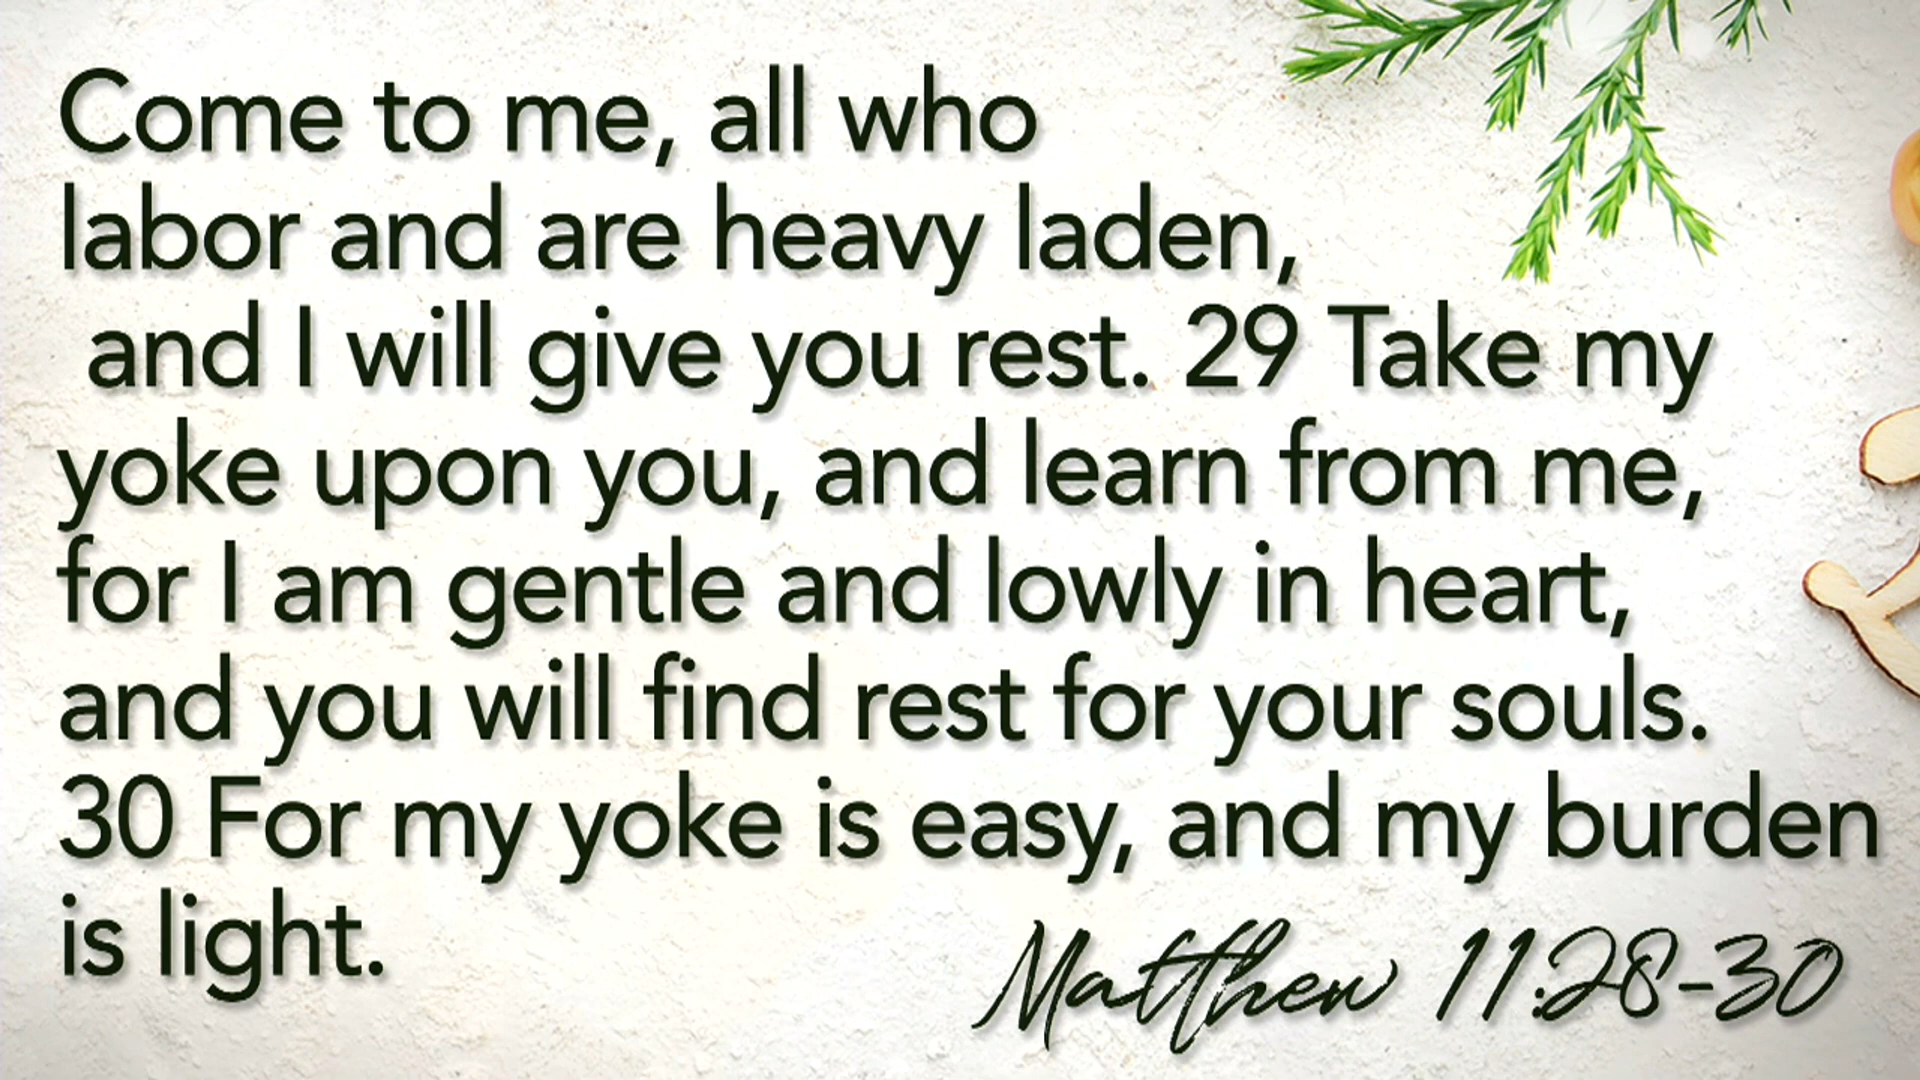 Come to me, all who
labor and are heavy laden,
and I will give you rest. 29 Take my
yoke upon you, and learn from me,
for I am gentle and lowly in heart,
and you will find rest for your souls.
30 For my yoke is easy, and my burden
is light.
Matthew 11:28-30